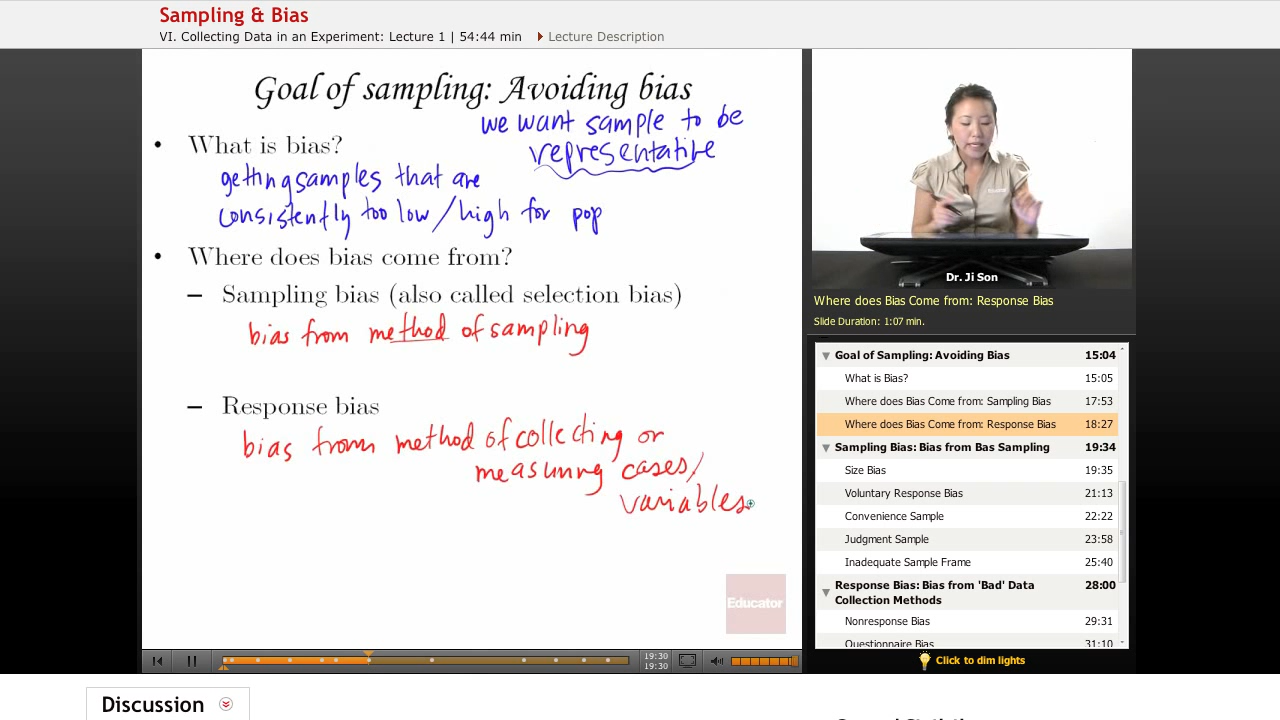 Sampling & Bias
VI. Collecting Data in an Experiment: Lecture 1 | 54:44 min
Lecture Description
Goal of sampling: Avoiding bias
we want sample to be
representative
• What is bias?
getting samples that are
consistently too low/high for pop
• Where does bias come from?
– Sampling bias (also called selection bias)
bias from method of sampling
– Response bias
bias from method of collecting or
measuring cases/
variables
Educator
Dr. Ji Son
Where does Bias Come from: Response Bias
Slide Duration: 1:07 min.
Goal of Sampling: Avoiding Bias 15:04
What is Bias? 15:05
Where does Bias Come from: Sampling Bias 17:53
Where does Bias Come from: Response Bias 18:27
Sampling Bias: Bias from Bas Sampling 19:34
Size Bias 19:35
Voluntary Response Bias 21:13
Convenience Sample 22:22
Judgment Sample 23:58
Inadequate Sample Frame 25:40
Response Bias: Bias from 'Bad' Data 28:00
Collection Methods
Nonresponse Bias 29:31
Questionnaire Bias 31:10
19:30
19:30
Click to dim lights
Discussion